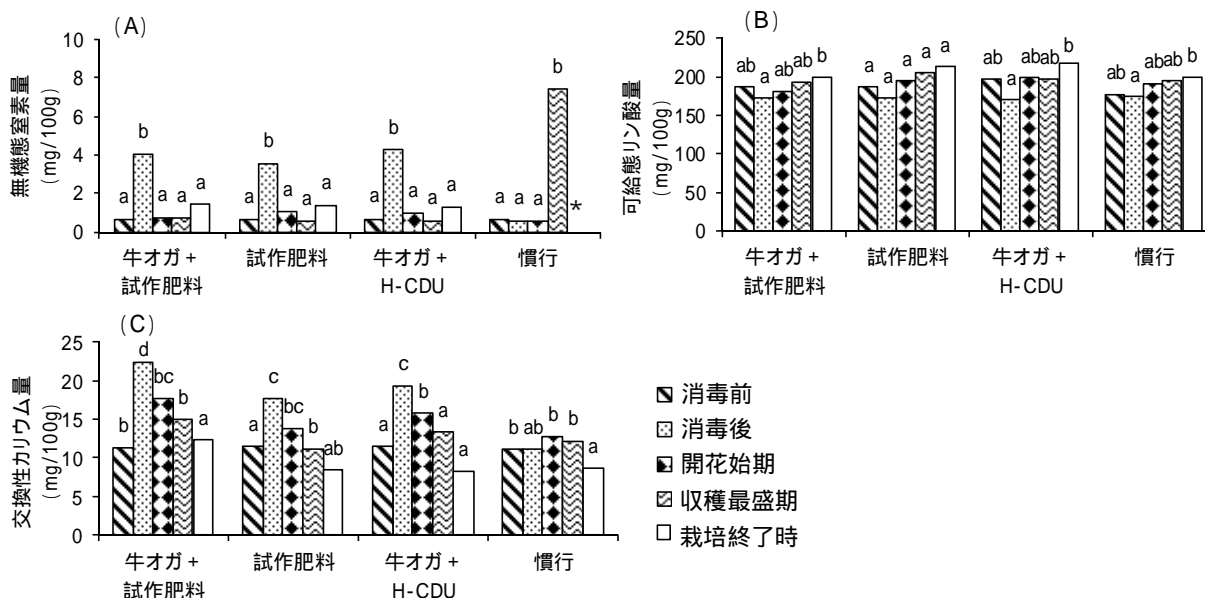 (A)
無機態窒素量
(mg/100g)
10
8
6
4
2
0
a b a a a
a b a a a
a b a a a
a a a b *
牛オガ +
試作肥料
試作肥料
牛オガ +
H-CDU
慣行
(B)
可給態リン酸量
(mg/100g)
250
200
150
100
50
0
ab a ab ab b
a a a a a
ab a ab ab b
ab a ab ab b
牛オガ +
試作肥料
試作肥料
牛オガ +
H-CDU
慣行
(C)
交換性カリウム量
(mg/100g)
25
20
15
10
5
0
b d bc b a
a c bc b ab
a c b a a
b ab b b a
牛オガ +
試作肥料
試作肥料
牛オガ +
H-CDU
慣行
消毒前
消毒後
開花始期
収穫最盛期
栽培終了時